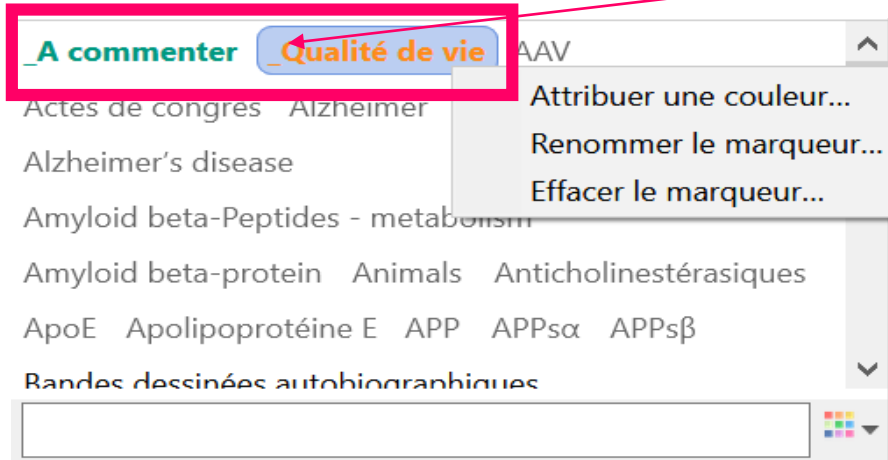 _A commenter _Qualité de vie AAV
Attribuer une couleur...
Actes de congrès Alzheimer
Renommer le marqueur...
Alzheimer's disease
Effacer le marqueur...
Amyloid beta-Peptides - metabolism
Amyloid beta-protein Animals Anticholinestérasiques
ApoE Apolipoprotéine E APP APPsα APPsβ
Bandes dessinées autobiographiques